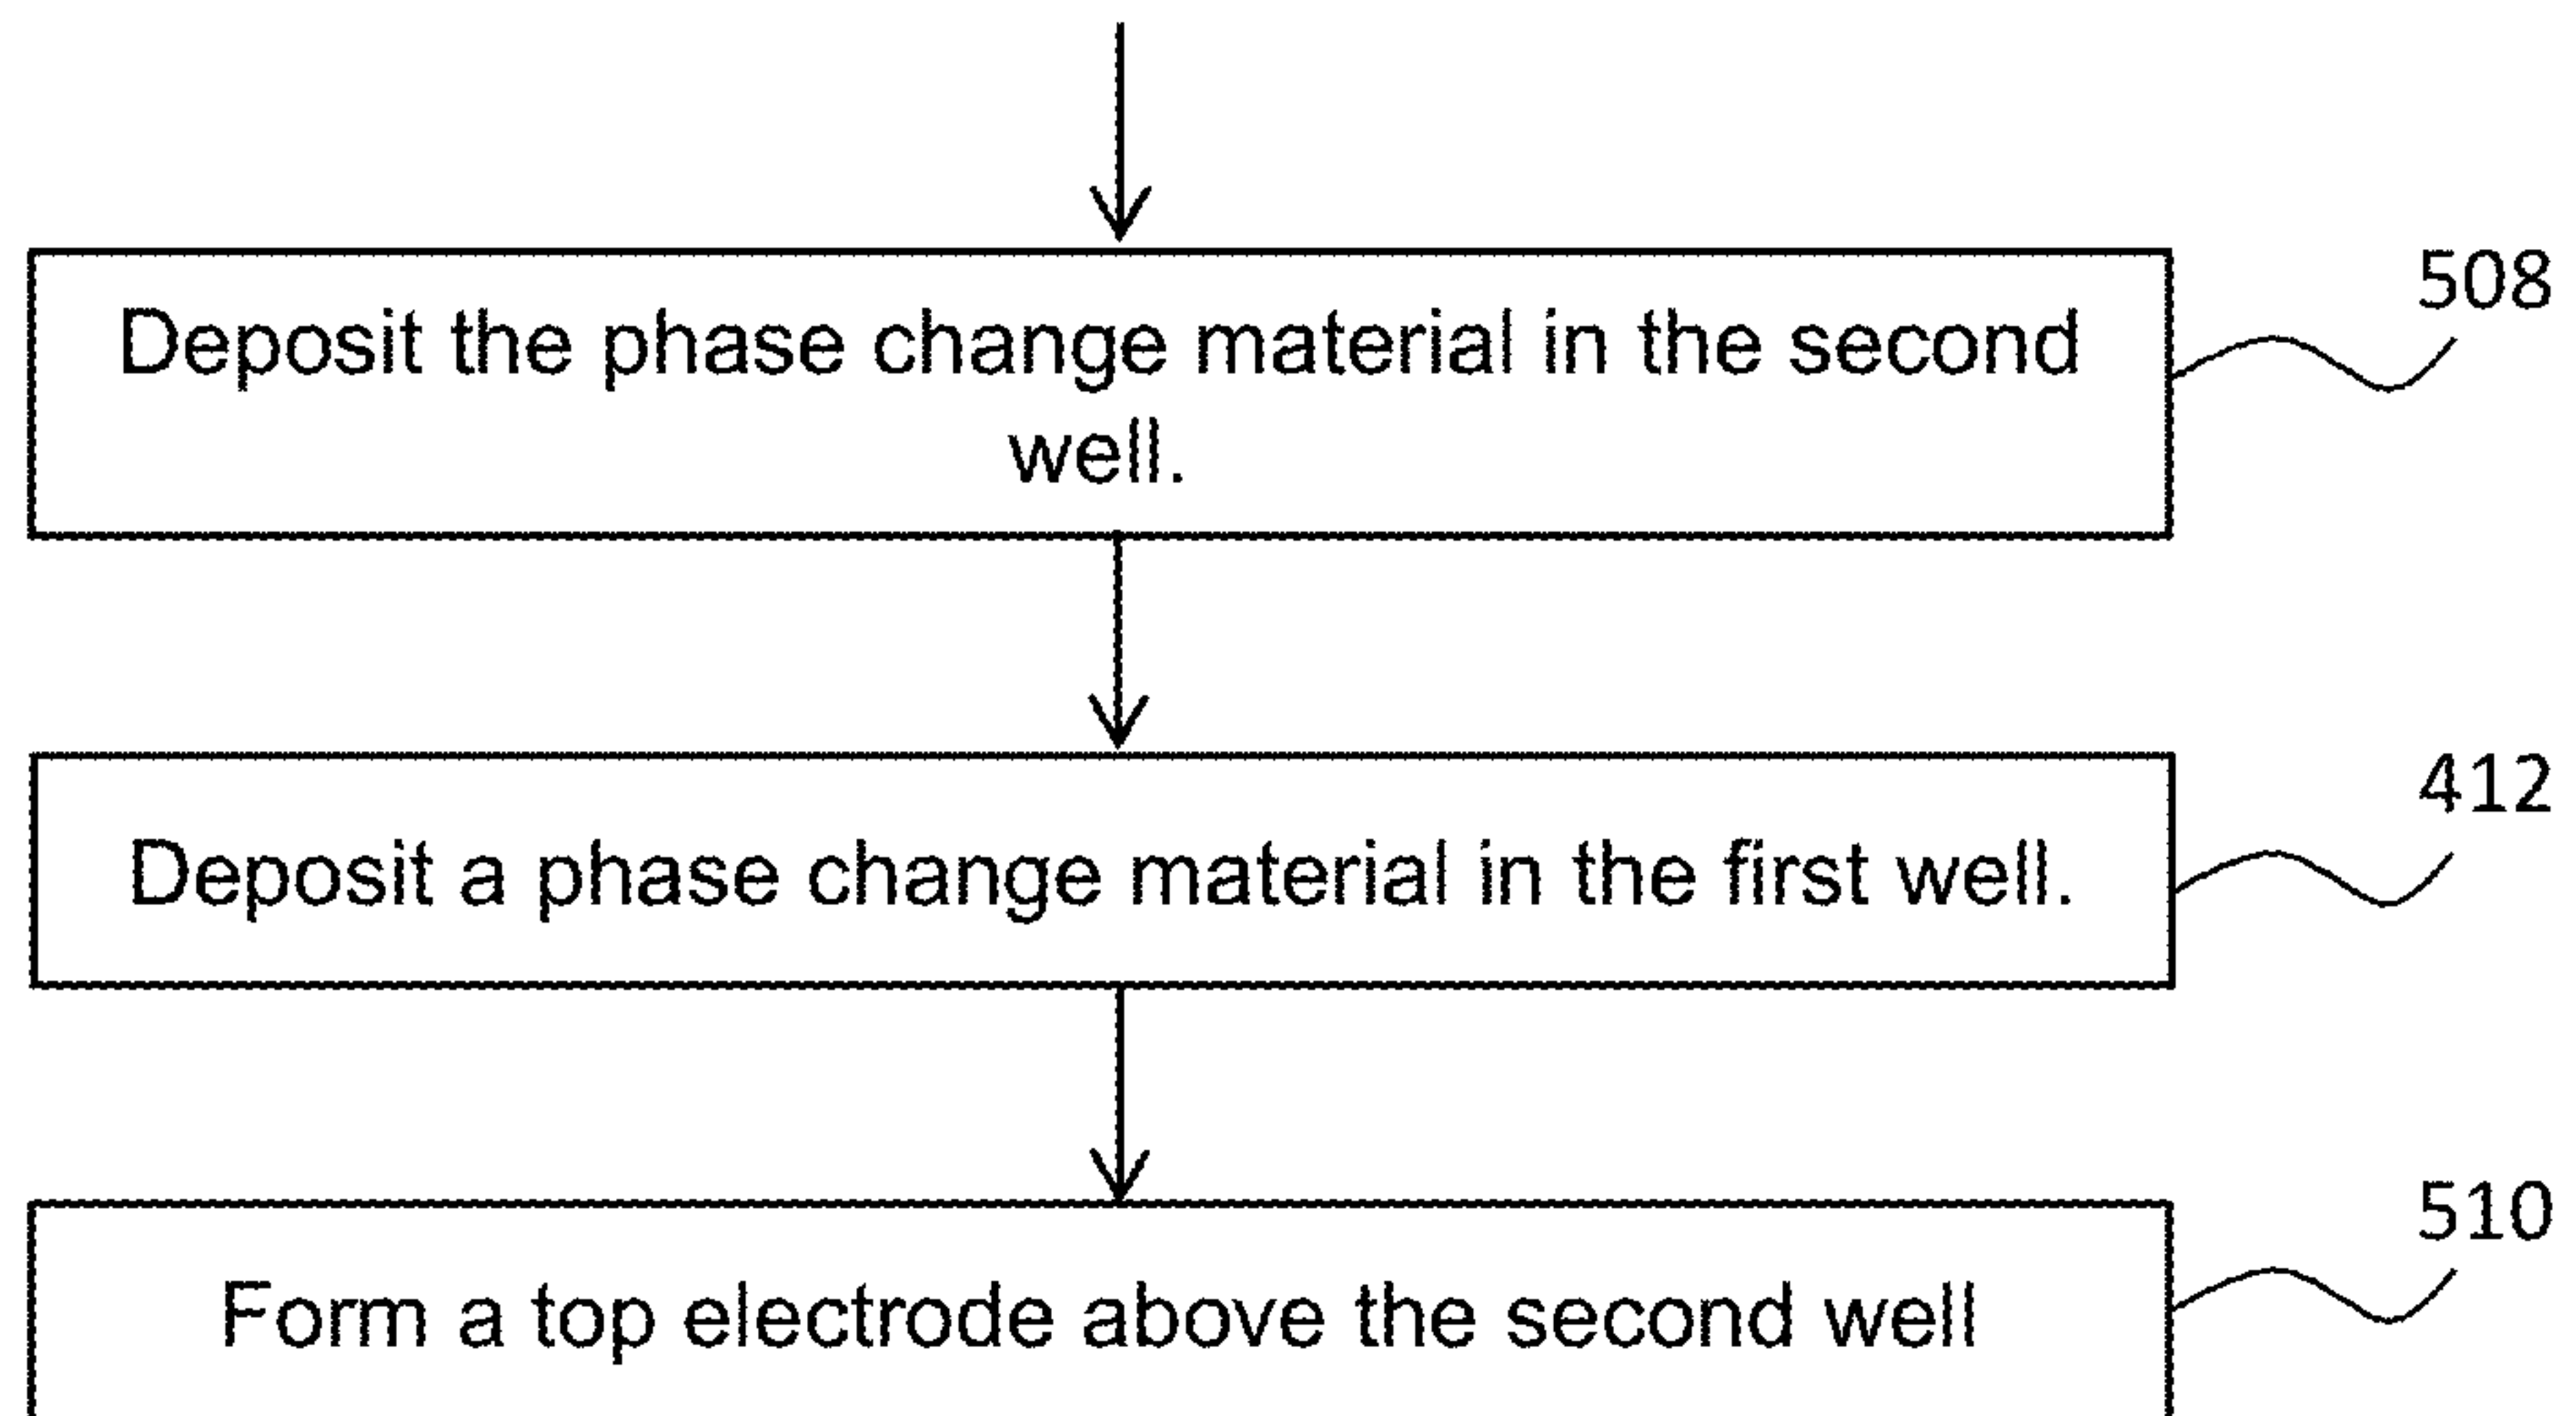 508
Deposit the phase change material in the second
well.
412
Deposit a phase change material in the first well.
510
Form a top electrode above the second well